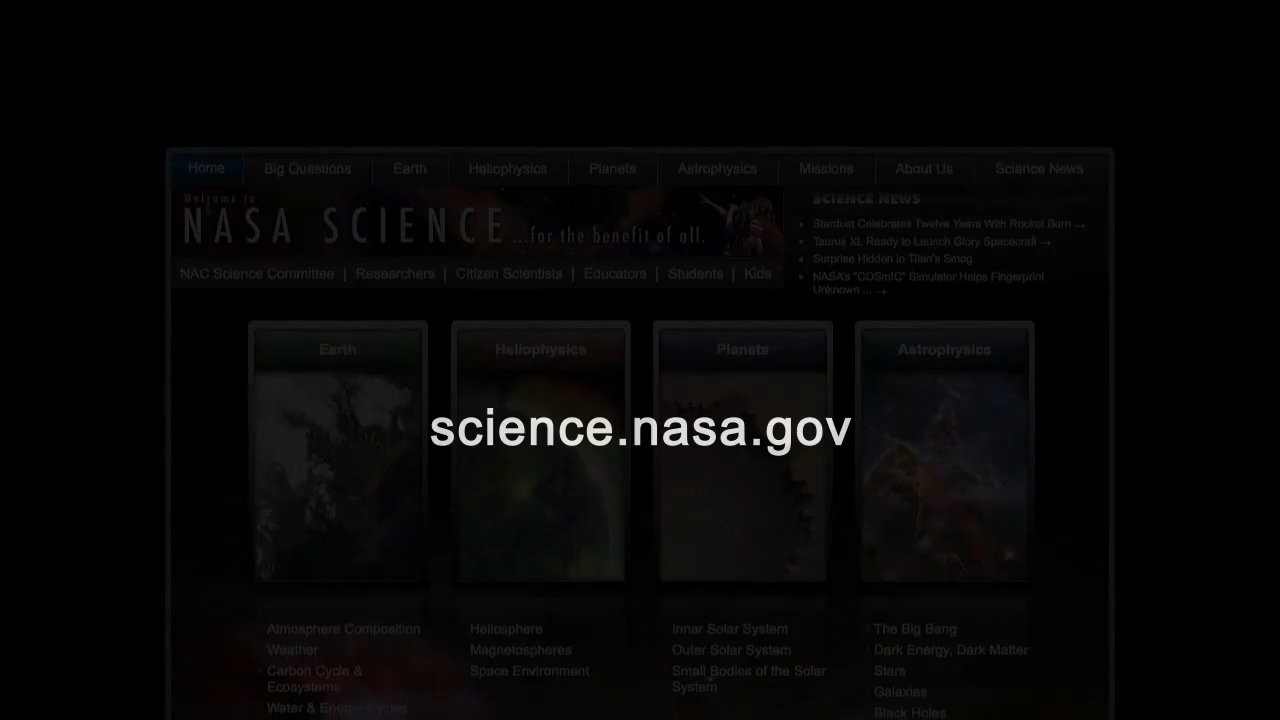 Home Big Questions Earth Heliophysics Planets Astrophysics Missions About Us Science News
Welcome to
NASA SCIENCE ...for the benefit of all.
NAC Science Committee | Researchers | Citizen Scientists | Educators | Students | Kids
SCIENCE NEWS
Stardust Celebrates Twelve Years With Rocket Burn →
Taurus XL Ready to Launch Glory Spacecraft →
Surprise Hidden in Titan's Smog
NASA's "COSmIC" Simulator Helps Fingerprint
Unknown ... →
Earth Heliophysics Planets Astrophysics
science.nasa.gov
Atmosphere Composition
Weather
Carbon Cycle &
Ecosystems
Water & Energy Cycles
Heliosphere
Magnetospheres
Space Environment
Inner Solar System
Outer Solar System
Small Bodies of the Solar
System
The Big Bang
Dark Energy, Dark Matter
Stars
Galaxies
Black Holes